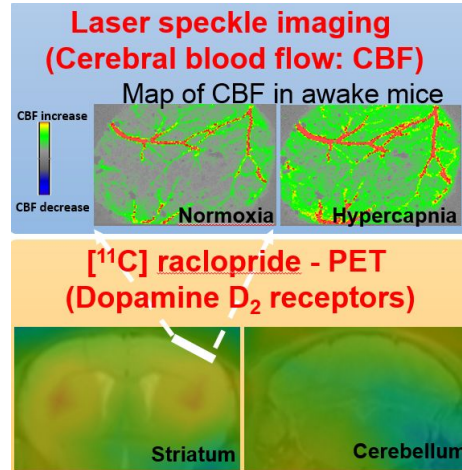 Laser speckle imaging
(Cerebral blood flow: CBF)
Map of CBF in awake mice
CBF increase
CBF decrease
Normoxia
Hypercapnia
[¹¹C] raclopride - PET
(Dopamine D₂ receptors)
Striatum
Cerebellum